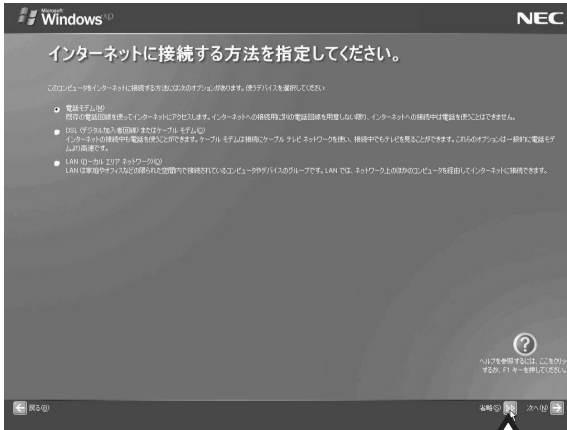 Microsoft
Windows xp
NEC
インターネットに接続する方法を指定してください。
このコンピュータをインターネットに接続する方法には次のオプションがあります。使うデバイスを選択してください:
電話モデム(M)
既存の電話回線を使ってインターネットにアクセスします。インターネットへの接続用に別の電話回線を用意しない限り、インターネットへの接続中は電話を使うことはできません。
DSL (デジタル加入者回線) またはケーブル モデム(C)
インターネットの接続中も電話を使うことができます。ケーブル モデムは接続にケーブル テレビ ネットワークを使い、接続中でもテレビを見ることができます。これらのオプションは一般的に電話モデ
ムより高速です。
LAN (ローカル エリア ネットワーク)(O)
LAN は家庭やオフィスなどの限られた空間内で接続されているコンピュータやデバイスのグループです。LAN では、ネットワーク上のほかのコンピュータを経由してインターネットに接続できます。
ヘルプを参照するには、ここをクリッ
するか、F1 キーを押してください。
戻る(B)
省略(S)
次へ(N)